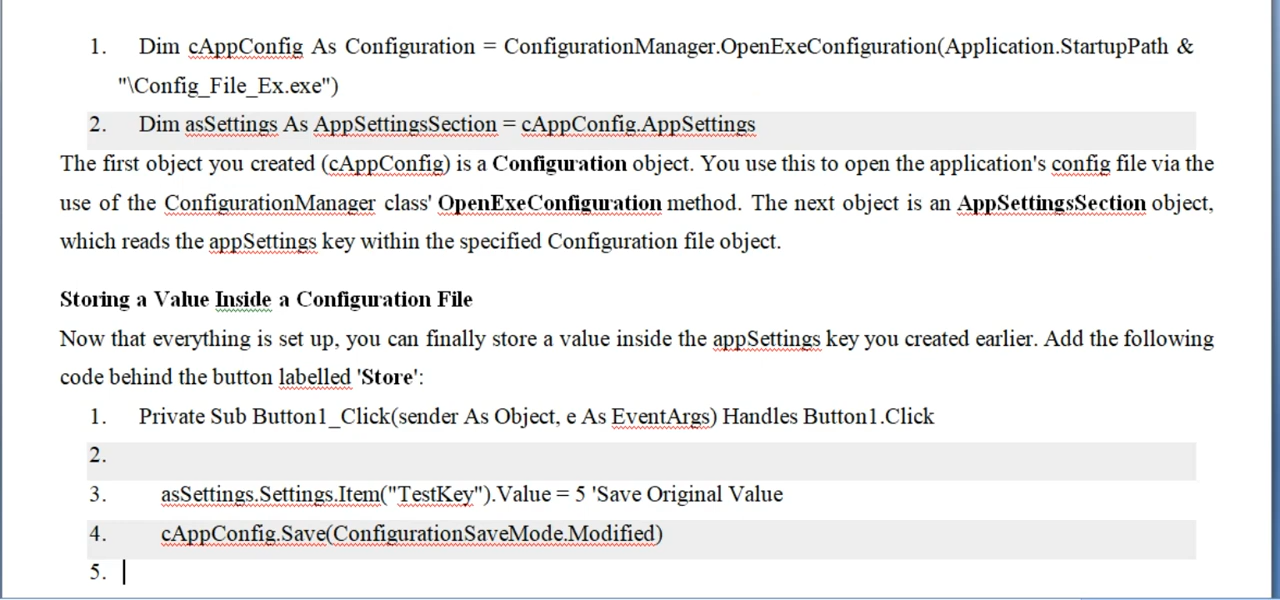 1. Dim cAppConfig As Configuration = ConfigurationManager.OpenExeConfiguration(Application.StartupPath &
"\Config_File_Ex.exe")
2. Dim asSettings As AppSettingsSection = cAppConfig.AppSettings
The first object you created (cAppConfig) is a Configuration object. You use this to open the application's config file via the
use of the ConfigurationManager class' OpenExeConfiguration method. The next object is an AppSettingsSection object,
which reads the appSettings key within the specified Configuration file object.
Storing a Value Inside a Configuration File
Now that everything is set up, you can finally store a value inside the appSettings key you created earlier. Add the following
code behind the button labelled 'Store':
1. Private Sub Button1_Click(sender As Object, e As EventArgs) Handles Button1.Click
2.
3. asSettings.Settings.Item("TestKey").Value = 5 'Save Original Value
4. cAppConfig.Save(ConfigurationSaveMode.Modified)
5.